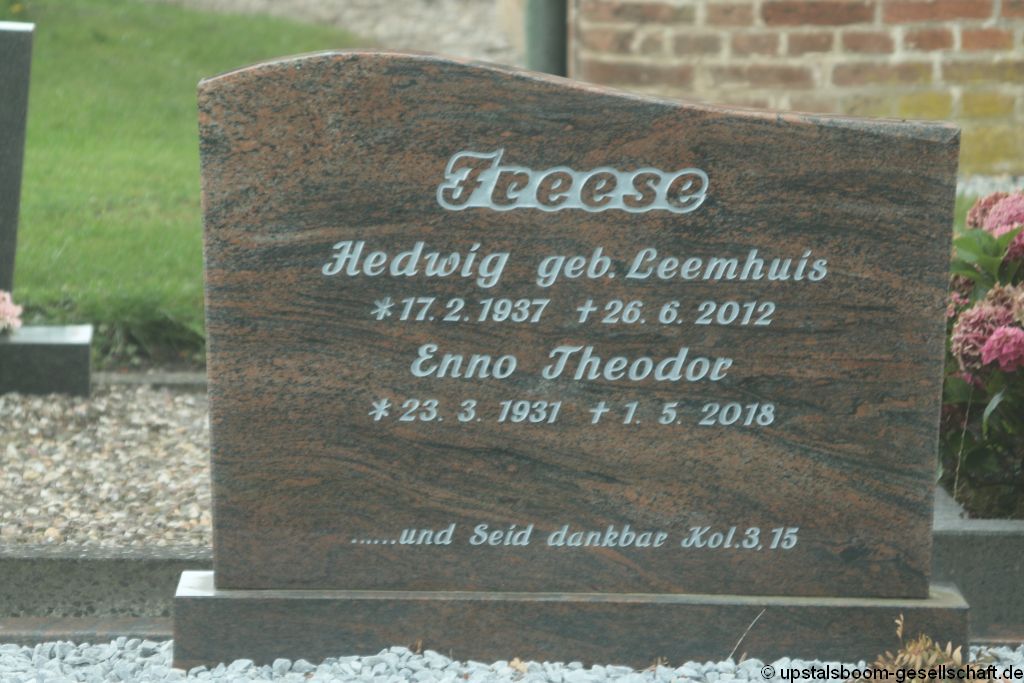 Freese
Hedwig geb. Leemhuis
* 17. 2. 1937 † 26. 6. 2012
Enno Theodor
* 23. 3. 1931 † 1. 5. 2018
......und Seid dankbar Kol.3,15
© upstalsboom-gesellschaft.de